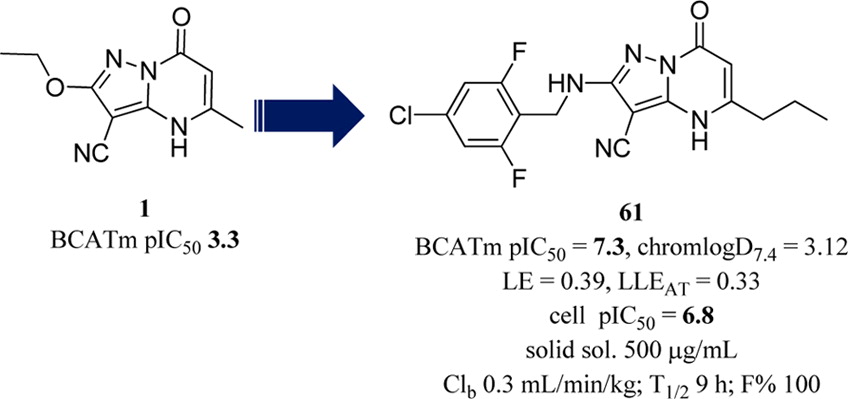 O
N
N
O
NC
N
H
1
BCATm pIC₅₀ 3.3
O
F
HN
N
N
Cl
NC
N
H
F
61
BCATm pIC₅₀ = 7.3, chromlogD₇.₄ = 3.12
LE = 0.39, LLE_AT = 0.33
cell pIC₅₀ = 6.8
solid sol. 500 μg/mL
Cl_b 0.3 mL/min/kg; T₁/₂ 9 h; F% 100